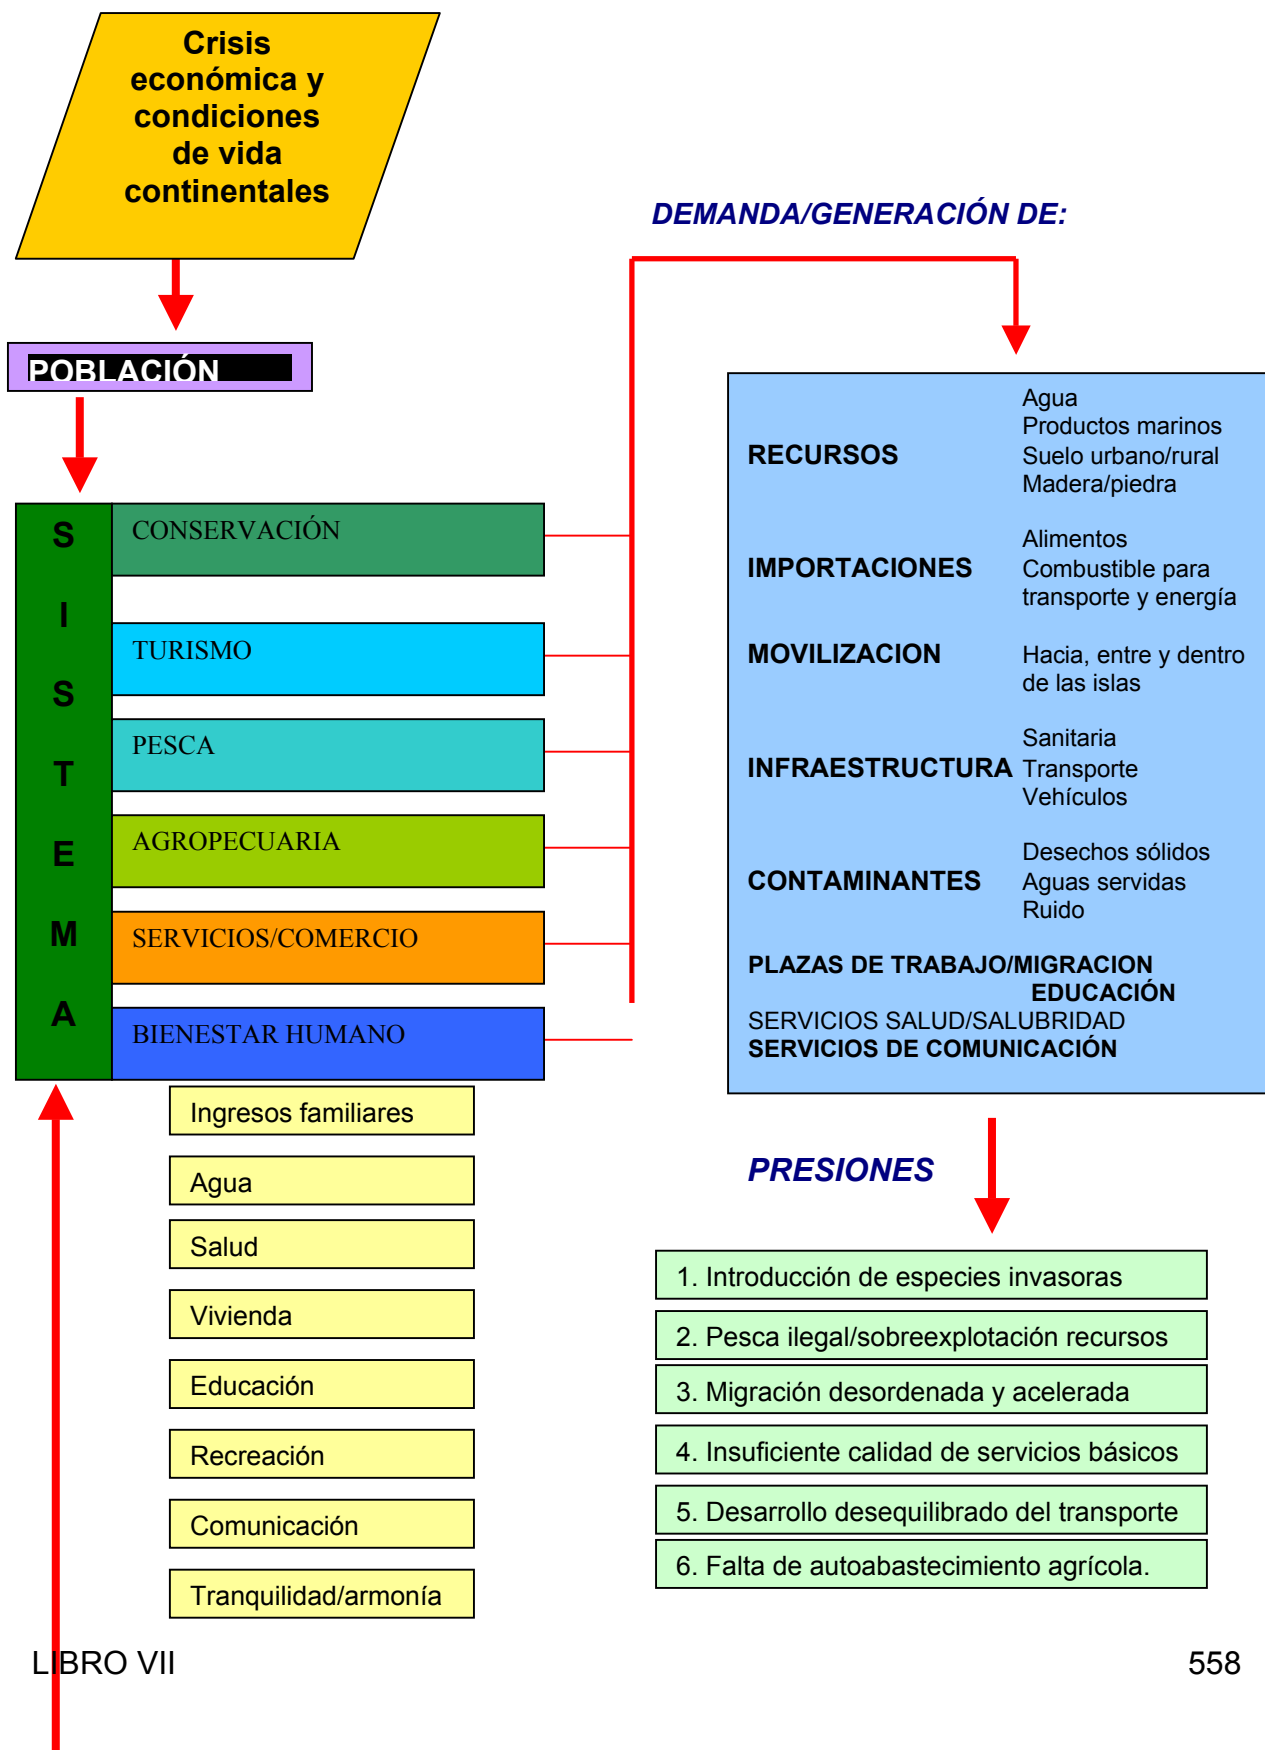 Crisis
económica y
condiciones
de vida
continentales
POBLACIÓN
S
I
S
T
E
M
A
CONSERVACIÓN
TURISMO
PESCA
AGROPECUARIA
SERVICIOS/COMERCIO
BIENESTAR HUMANO
Ingresos familiares
Agua
Salud
Vivienda
Educación
Recreación
Comunicación
Tranquilidad/armonía
DEMANDA/GENERACIÓN DE:
Agua
Productos marinos
RECURSOS Suelo urbano/rural
Madera/piedra
Alimentos
IMPORTACIONES Combustible para
transporte y energía
MOVILIZACION Hacia, entre y dentro
de las islas
Sanitaria
INFRAESTRUCTURA Transporte
Vehículos
Desechos sólidos
CONTAMINANTES Aguas servidas
Ruido
PLAZAS DE TRABAJO/MIGRACION
EDUCACIÓN
SERVICIOS SALUD/SALUBRIDAD
SERVICIOS DE COMUNICACIÓN
PRESIONES
1. Introducción de especies invasoras
2. Pesca ilegal/sobreexplotación recursos
3. Migración desordenada y acelerada
4. Insuficiente calidad de servicios básicos
5. Desarrollo desequilibrado del transporte
6. Falta de autoabastecimiento agrícola.
LIBRO VII 558